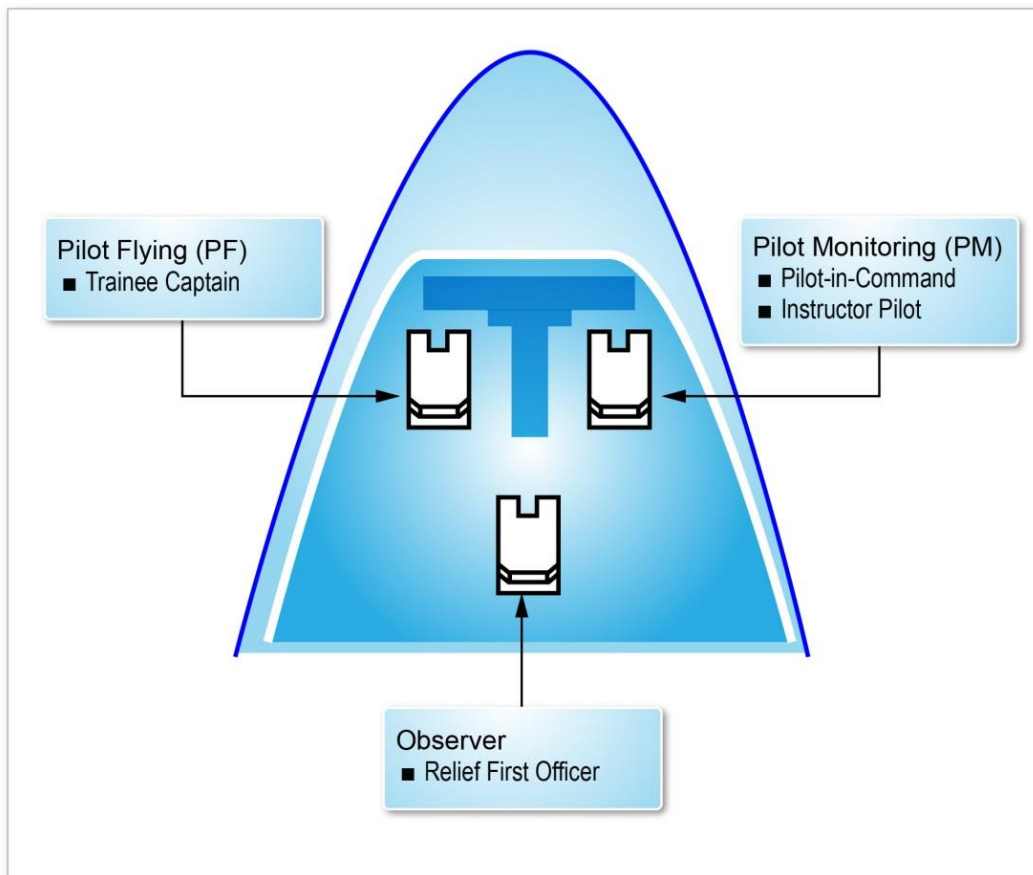 Pilot Flying (PF)
■ Trainee Captain
Pilot Monitoring (PM)
■ Pilot-in-Command
■ Instructor Pilot
Observer
■ Relief First Officer